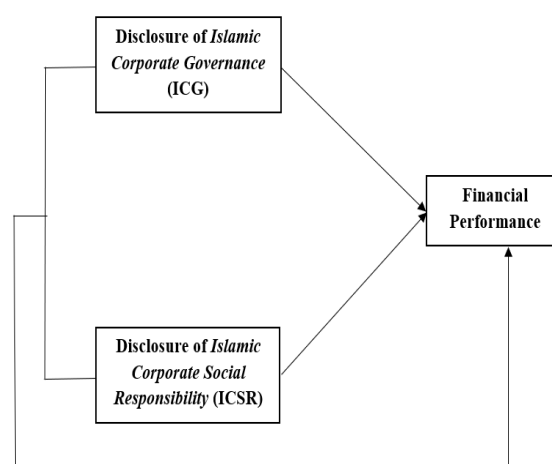 Disclosure of Islamic
Corporate Governance
(ICG)
Financial
Performance
Disclosure of Islamic
Corporate Social
Responsibility (ICSR)